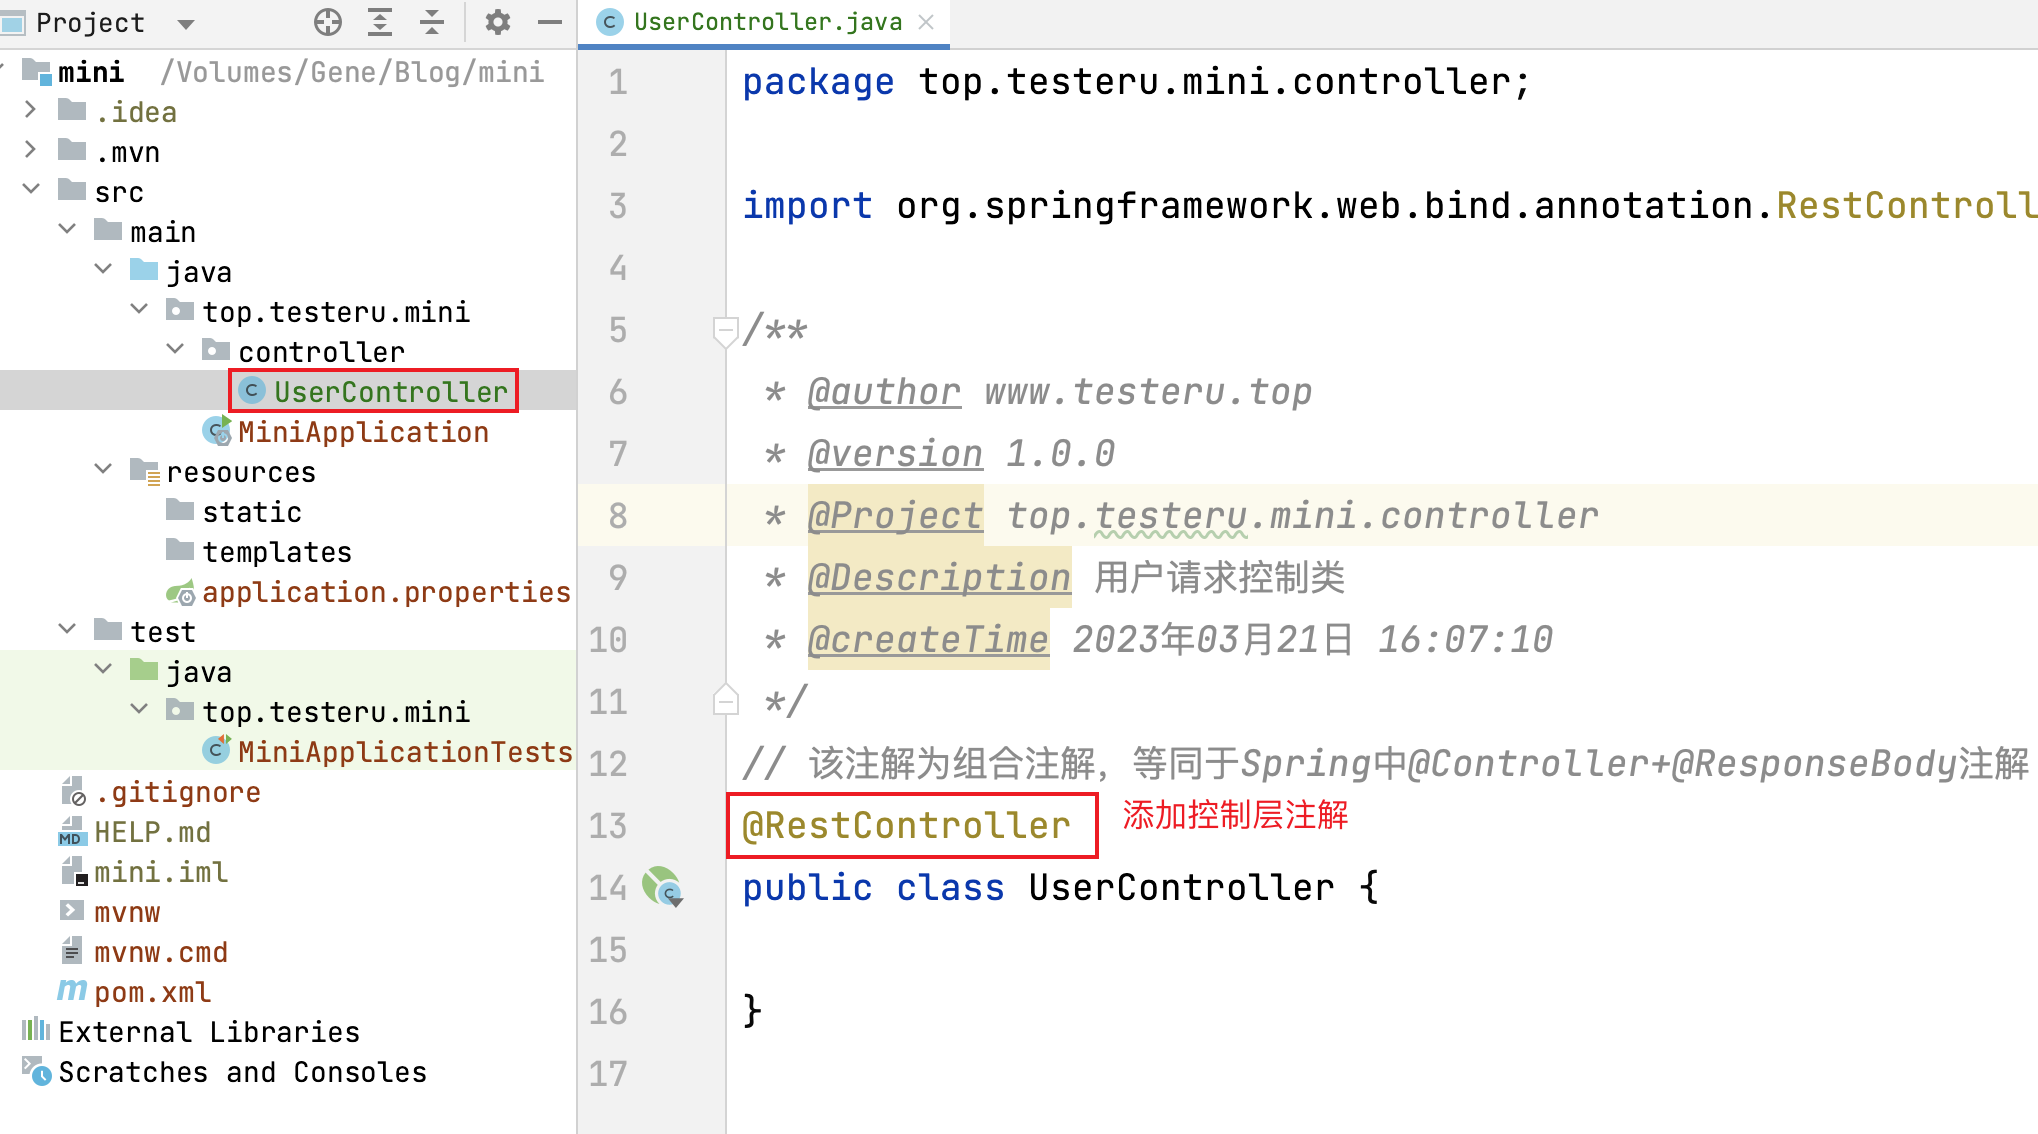 Project
mini /Volumes/Gene/Blog/mini
.idea
.mvn
src
main
java
top.testeru.mini
controller
UserController
MiniApplication
resources
static
templates
application.properties
test
java
top.testeru.mini
MiniApplicationTests
.gitignore
HELP.md
mini.iml
mvnw
mvnw.cmd
pom.xml
External Libraries
Scratches and Consoles
UserController.java
1 package top.testeru.mini.controller;
2
3 import org.springframework.web.bind.annotation.RestControll
4
5 /**
6 * @author www.testeru.top
7 * @version 1.0.0
8 * @Project top.testeru.mini.controller
9 * @Description 用户请求控制类
10 * @createTime 2023年03月21日 16:07:10
11 */
12 // 该注解为组合注解，等同于Spring中@Controller+@ResponseBody注解
13 @RestController 添加控制层注解
14 public class UserController {
15
16 }
17